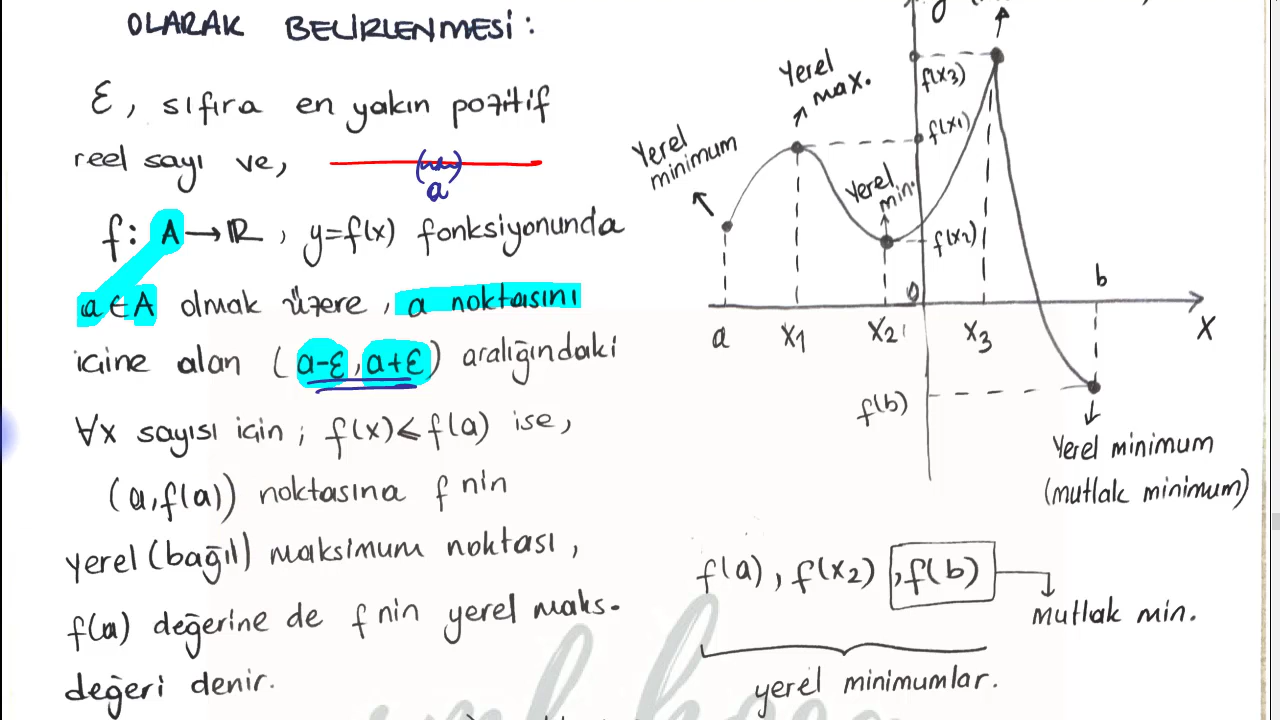 OLARAK BELİRLENMESİ:
ε, sıfıra en yakın pozitif
reel sayı ve,
a
f: A→ℝ, y=f(x) fonksiyonunda
a∈A olmak üzere, a noktasını
içine alan (a-ε, a+ε) aralığındaki
∀x sayısı için; f(x)≤f(a) ise,
(a,f(a)) noktasına f nin
yerel (bağıl) maksimum noktası,
f(a) değerine de f nin yerel maks.
değeri denir.
y
Yerel
max.
f(x3)
f(x1)
Yerel
minimum
Yerel
min.
f(x2)
0
b
a
x1
x2
x3
x
f(b)
Yerel minimum
(mutlak minimum)
f(a), f(x2), f(b)
Mutlak min.
yerel minimumlar.